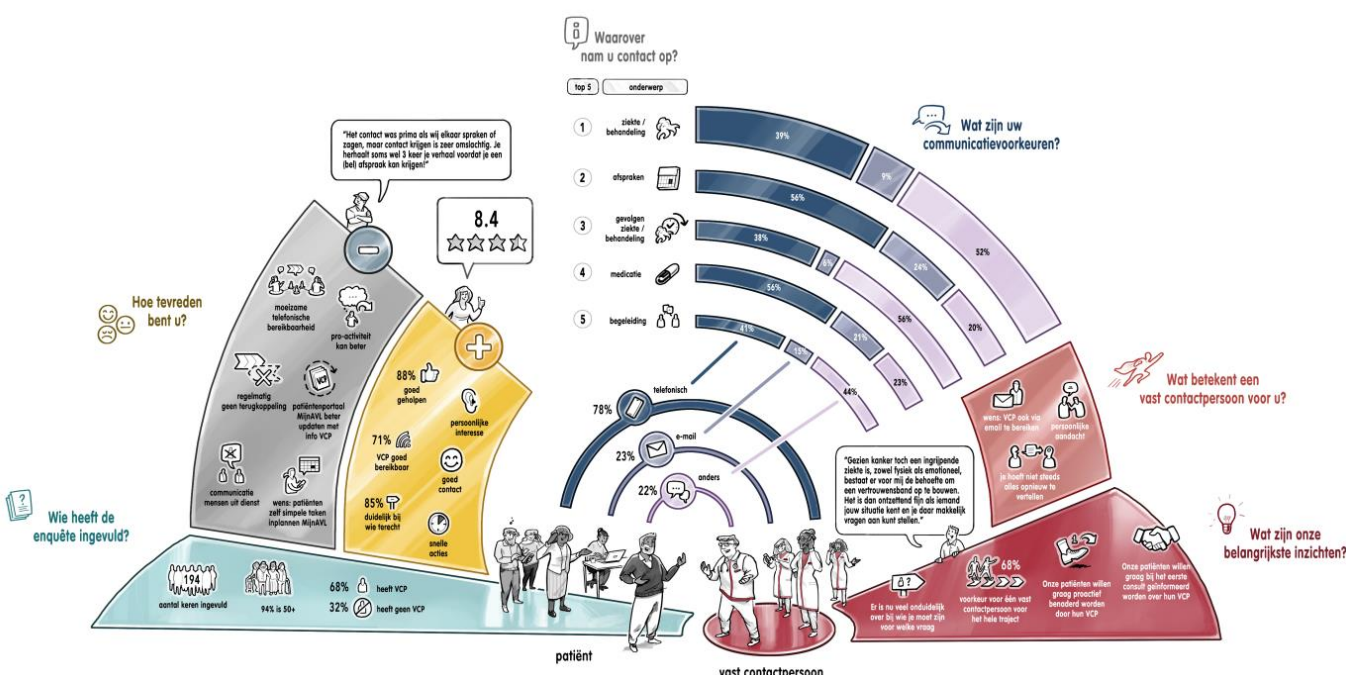 Waarover
nam u contact op?
top 5
onderwerp
1
ziekte /
behandeling
39%
9%
52%
2
afspraken
56%
24%
20%
3
gevolgen
ziekte /
behandeling
38%
6%
56%
4
medicatie
56%
21%
23%
5
begeleiding
41%
15%
44%
Wat zijn uw
communicatievoorkeuren?
telefonisch
78%
e-mail
23%
anders
22%
"Het contact was prima als wij elkaar spraken of
zagen, maar contact krijgen is zeer omslachtig. Je
herhaalt soms wel 3 keer je verhaal voordat je een
(bel) afspraak kan krijgen!"
8.4
Hoe tevreden
bent u?
moeizame
telefonische
bereikbaarheid
pro-activiteit
kan beter
regelmatig
geen terugkoppeling
VCP
patiëntenportaal
MijnAVL beter
updaten met
info VCP
communicatie
mensen uit dienst
wens: patiënten
zelf simpele taken
inplannen MijnAVL
88%
goed
geholpen
persoonlijke
interesse
71%
VCP goed
bereikbaar
goed
contact
85%
duidelijk bij
wie terecht
snelle
acties
Wie heeft de
enquête ingevuld?
194
aantal keren ingevuld
94% is 50+
68%
heeft VCP
32%
heeft geen VCP
patiënt
vast contactpersoon
Wat betekent een
vast contactpersoon voor u?
wens: VCP ook via
email te bereiken
persoonlijke
aandacht
je hoeft niet steeds
alles opnieuw te
vertellen
"Gezien kanker toch een ingrijpende
ziekte is, zowel fysiek als emotioneel,
bestaat er voor mij de behoefte om
een vertrouwensband op te bouwen.
Het is dan ontzettend fijn als iemand
jouw situatie kent en je daar makkelijk
vragen aan kunt stellen."
Wat zijn onze
belangrijkste inzichten?
Er is nu veel onduidelijk
over bij wie je moet zijn
voor welke vraag
68%
voorkeur voor één vast
contactpersoon voor
het hele traject
Onze patiënten willen
graag proactief
benaderd worden
door hun VCP
Onze patiënten willen
graag bij het eerste
consult geïnformeerd
worden over hun VCP